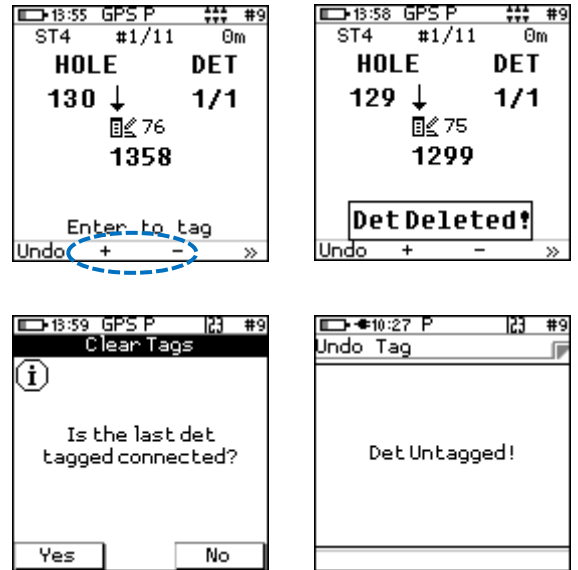 13:55 GPS P #9
ST4 #1/11 0m
HOLE DET
130 ↓ 1/1
76
1358
Enter to tag
Undo + - »
13:58 GPS P #9
ST4 #1/11 0m
HOLE DET
129 ↓ 1/1
75
1299
Det Deleted!
Undo + - »
13:59 GPS P 123 #9
Clear Tags
i
Is the last det
tagged connected?
Yes No
10:27 P 123 #9
Undo Tag
Det Untagged!